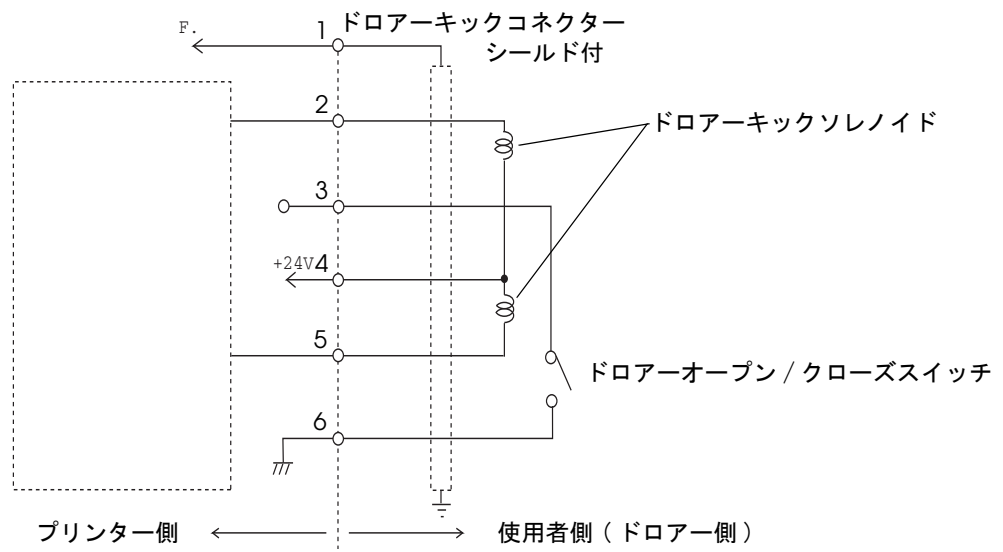 F.
1
ドロアーキックコネクター
シールド付
2
ドロアーキックソレノイド
3
+24V
4
5
ドロアーオープン / クローズスイッチ
6
プリンター側
使用者側 ( ドロアー側 )